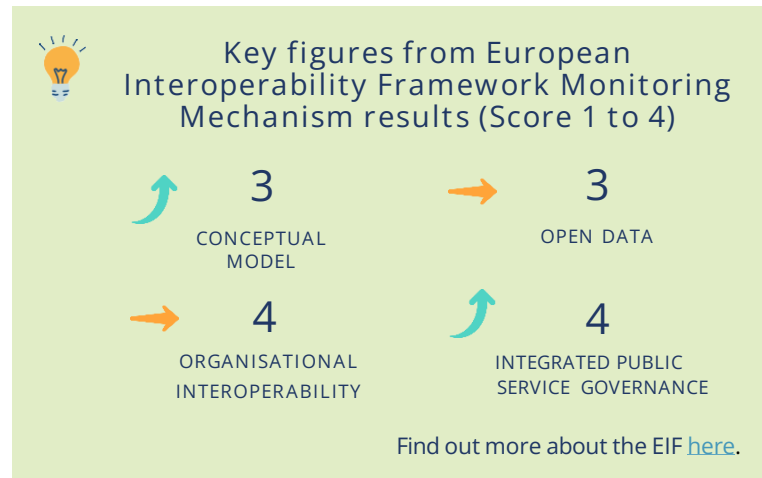 Key figures from European
Interoperability Framework Monitoring
Mechanism results (Score 1 to 4)
3
CONCEPTUAL
MODEL
3
OPEN DATA
4
ORGANISATIONAL
INTEROPERABILITY
4
INTEGRATED PUBLIC
SERVICE GOVERNANCE
Find out more about the EIF here.